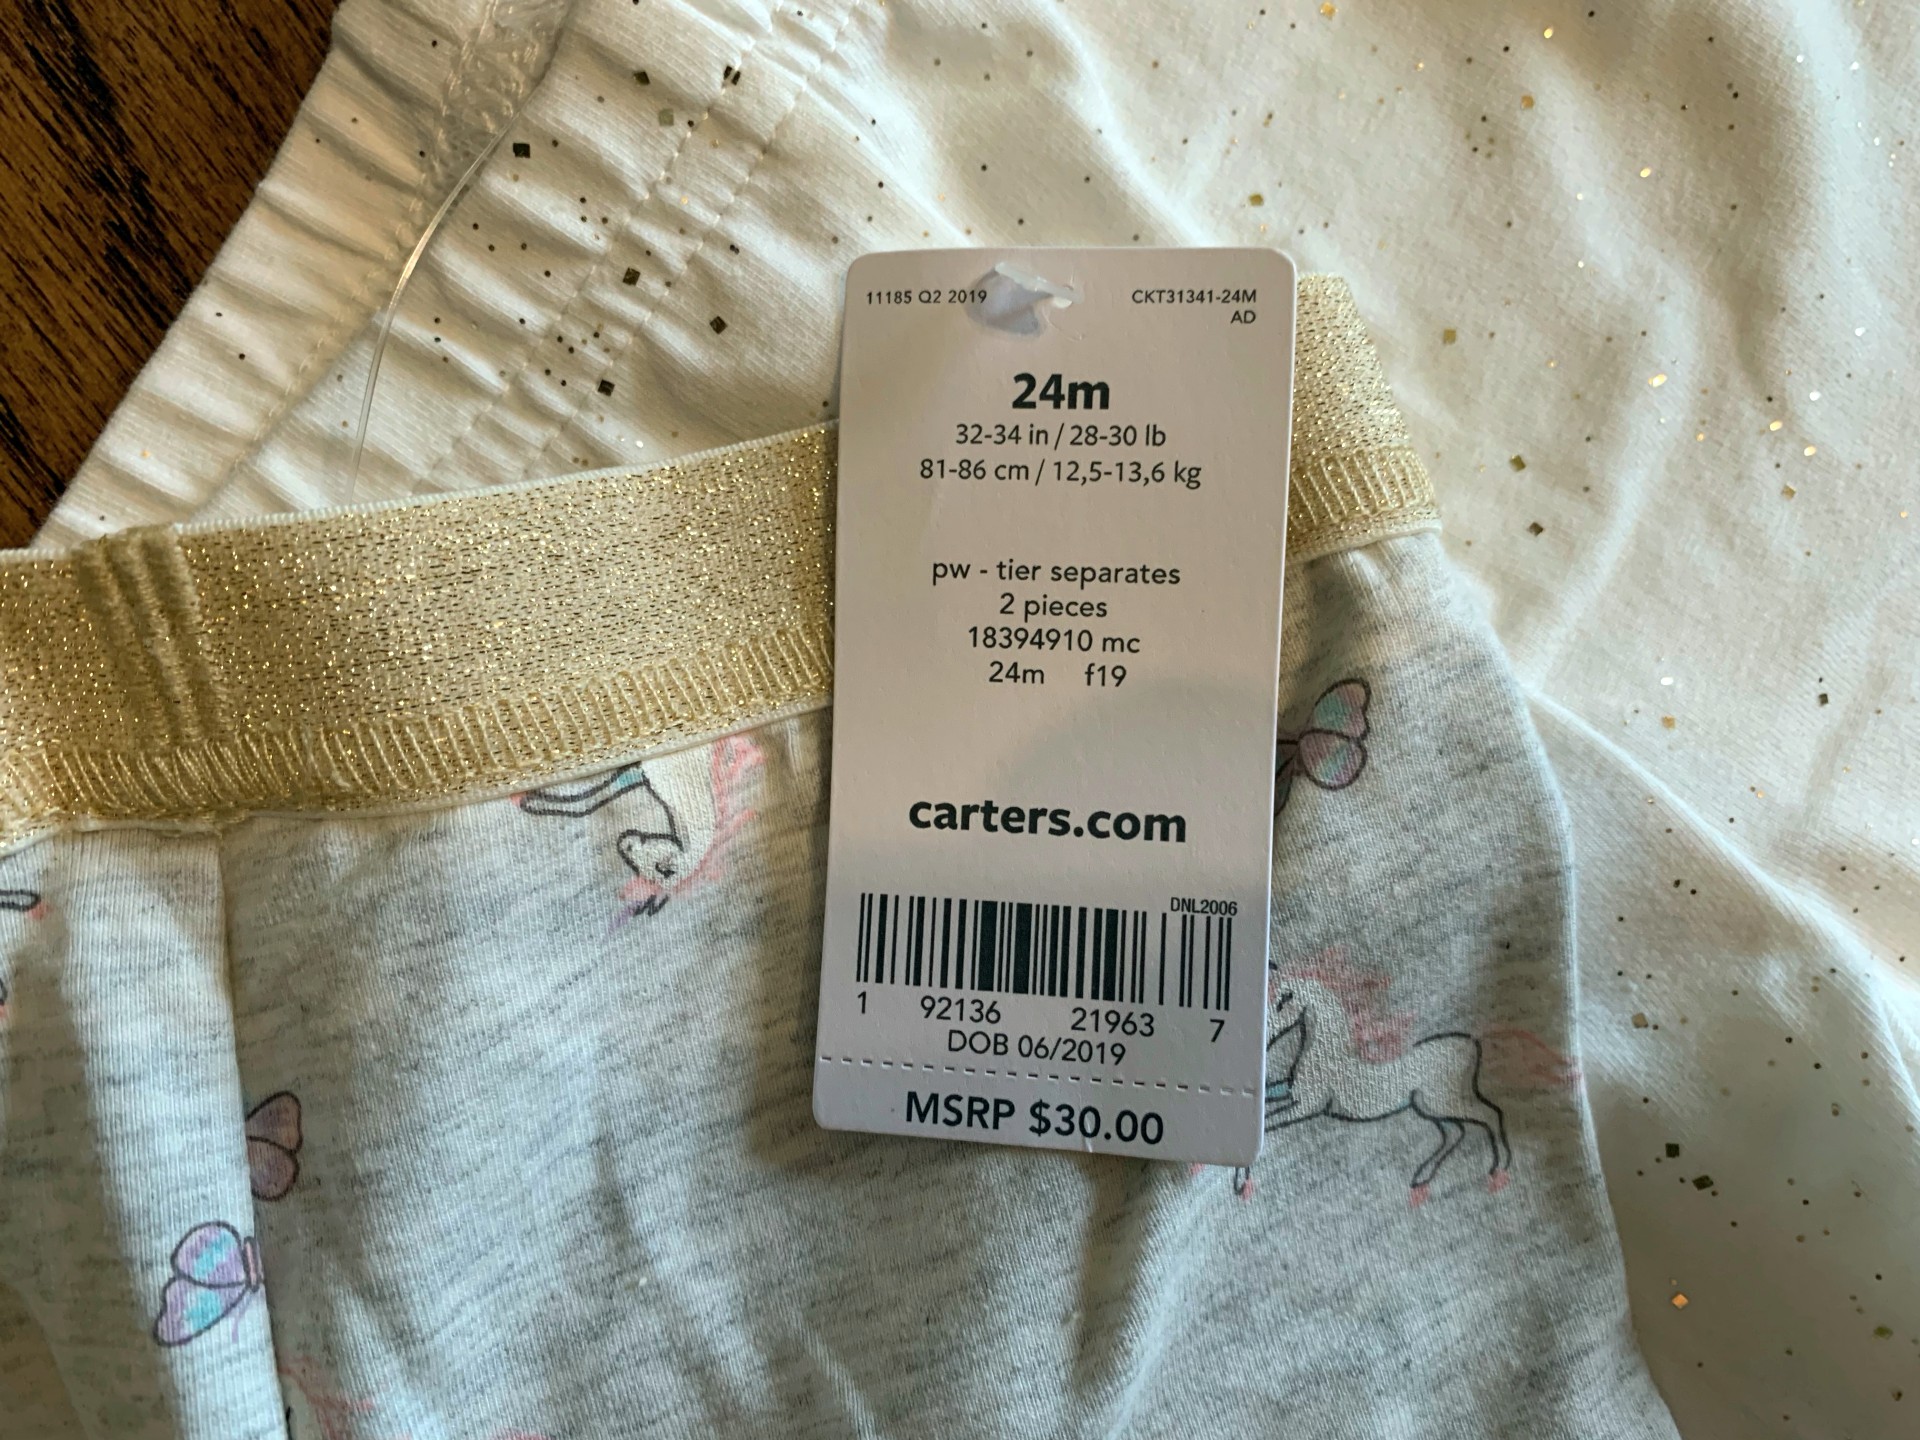 11185 Q2 2019 CKT31341-24M
AD
24m
32-34 in / 28-30 lb
81-86 cm / 12,5-13,6 kg
pw - tier separates
2 pieces
18394910 mc
24m f19
carters.com
DNL2006
1 92136 21963 7
DOB 06/2019
MSRP $30.00